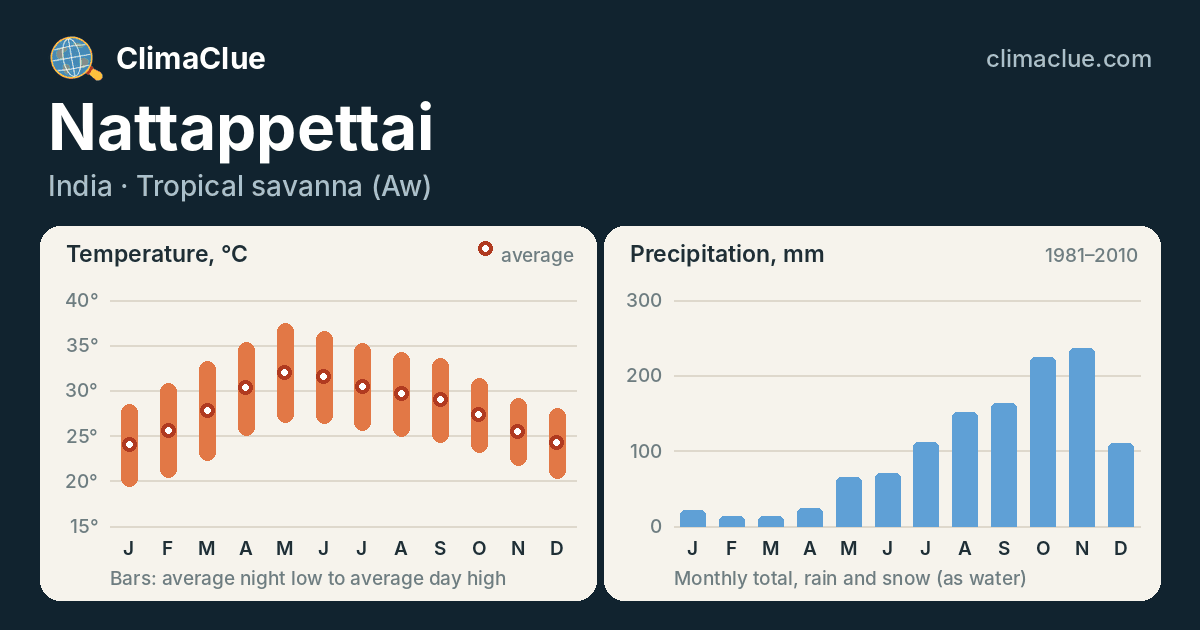 ClimaClue
climaclue.com
Nattappettai
India · Tropical savanna (Aw)
Temperature, °C
average
40°
35°
30°
25°
20°
15°
J F M A M J J A S O N D
Bars: average night low to average day high
Precipitation, mm
1981–2010
300
200
100
0
J F M A M J J A S O N D
Monthly total, rain and snow (as water)